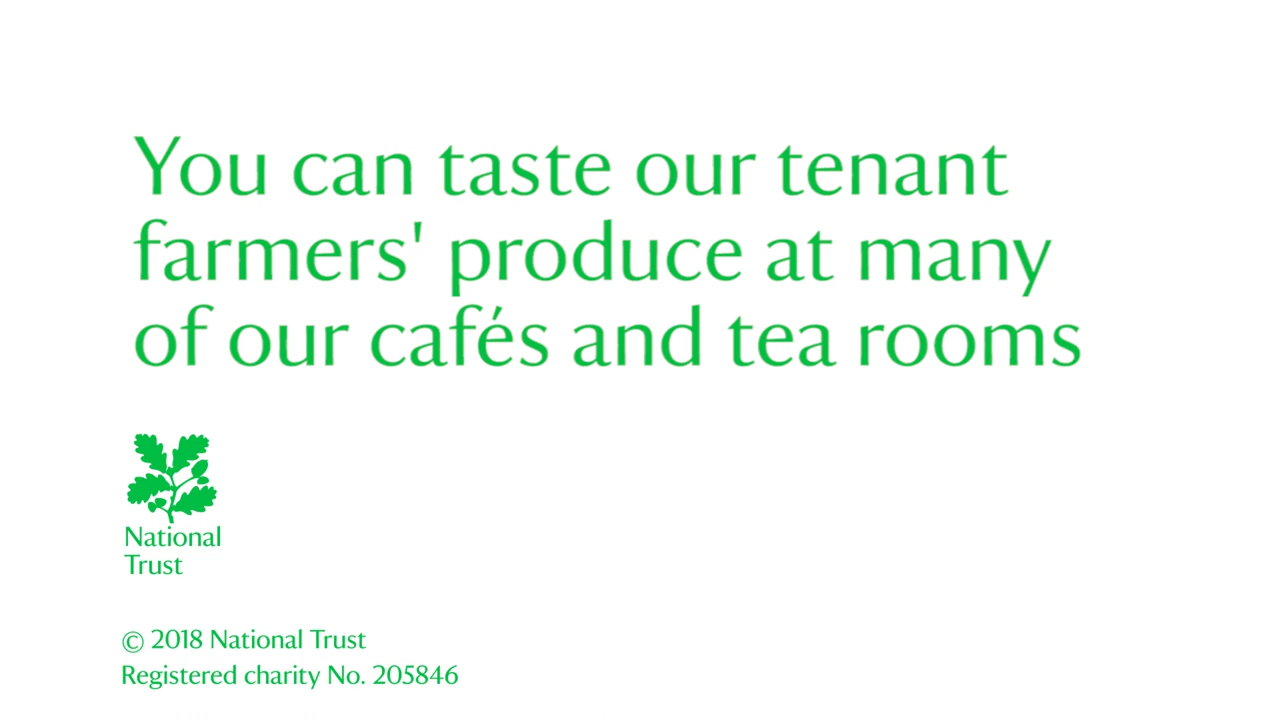 You can taste our tenant
farmers' produce at many
of our cafés and tea rooms
National
Trust
© 2018 National Trust
Registered charity No. 205846